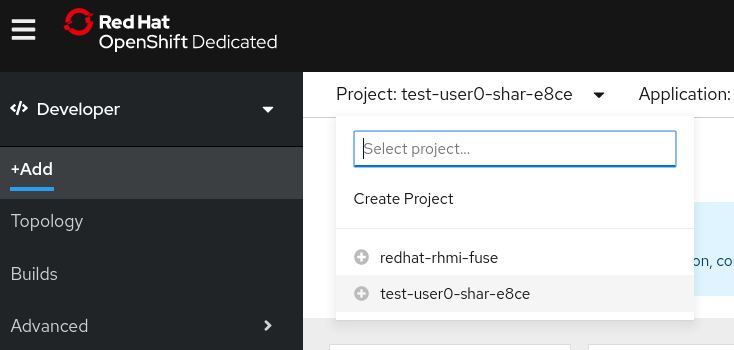 Red Hat
OpenShift Dedicated
Developer
+Add
Topology
Builds
Advanced
Project: test-user0-shar-e8ce
Application:
Select project...
Create Project
redhat-rhmi-fuse
test-user0-shar-e8ce
on, co